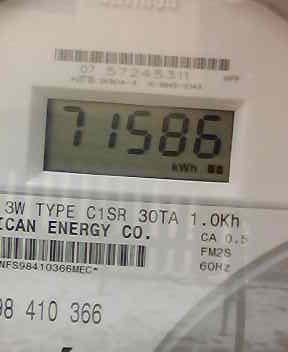 07 57245311
71586
kWh
3W TYPE C1SR 30TA 1.0Kh
ICAN ENERGY CO.
CA 0.5
FM2S
60Hz
NFS98410366MEC*
98 410 366